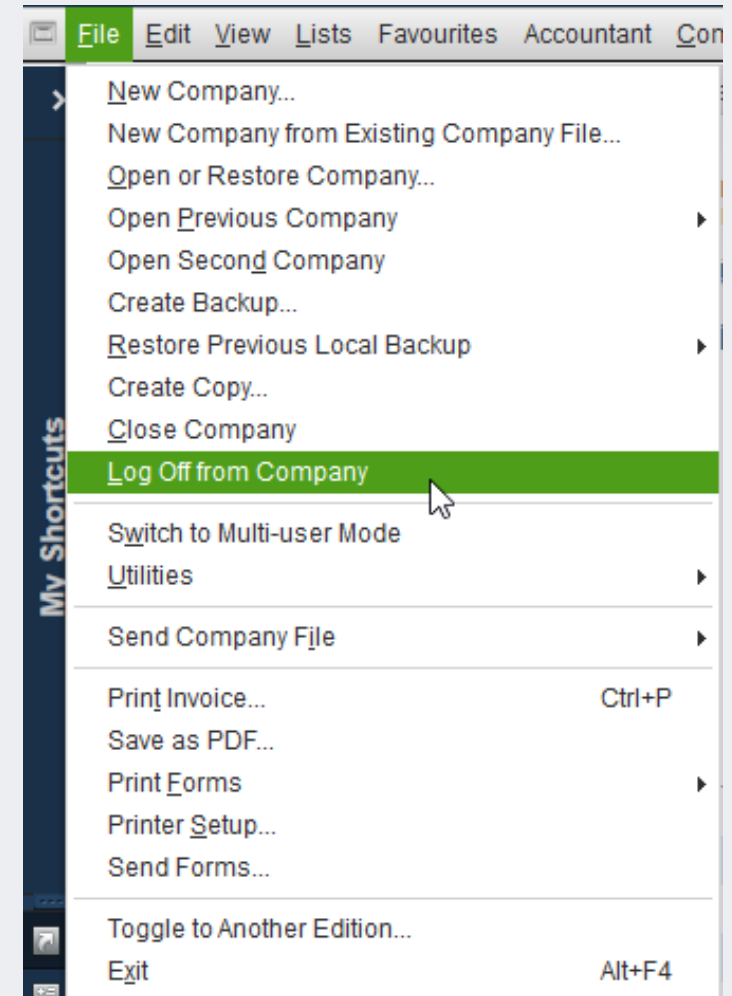 File Edit View Lists Favourites Accountant Con
New Company...
New Company from Existing Company File...
Open or Restore Company...
Open Previous Company
Open Second Company
Create Backup...
Restore Previous Local Backup
Create Copy...
Close Company
Log Off from Company
Switch to Multi-user Mode
Utilities
Send Company File
Print Invoice... Ctrl+P
Save as PDF...
Print Forms
Printer Setup...
Send Forms...
Toggle to Another Edition...
Exit Alt+F4
My Shortcuts